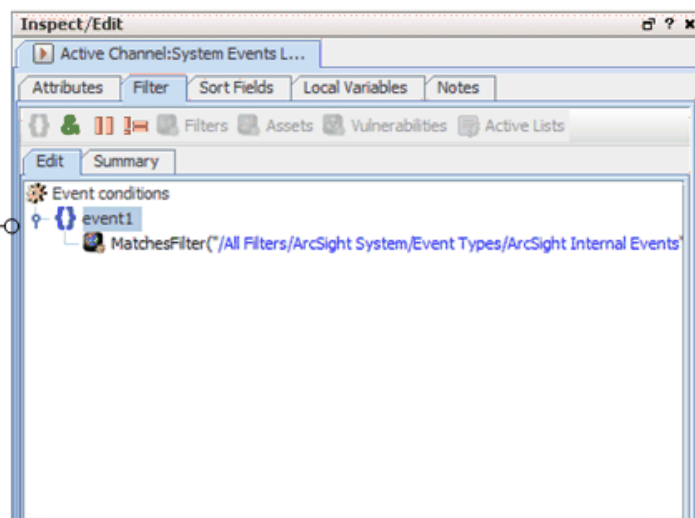 Inspect/Edit
Active Channel:System Events L...
Attributes Filter Sort Fields Local Variables Notes
Filters Assets Vulnerabilities Active Lists
Edit Summary
Event conditions
event1
MatchesFilter("/All Filters/ArcSight System/Event Types/ArcSight Internal Events"